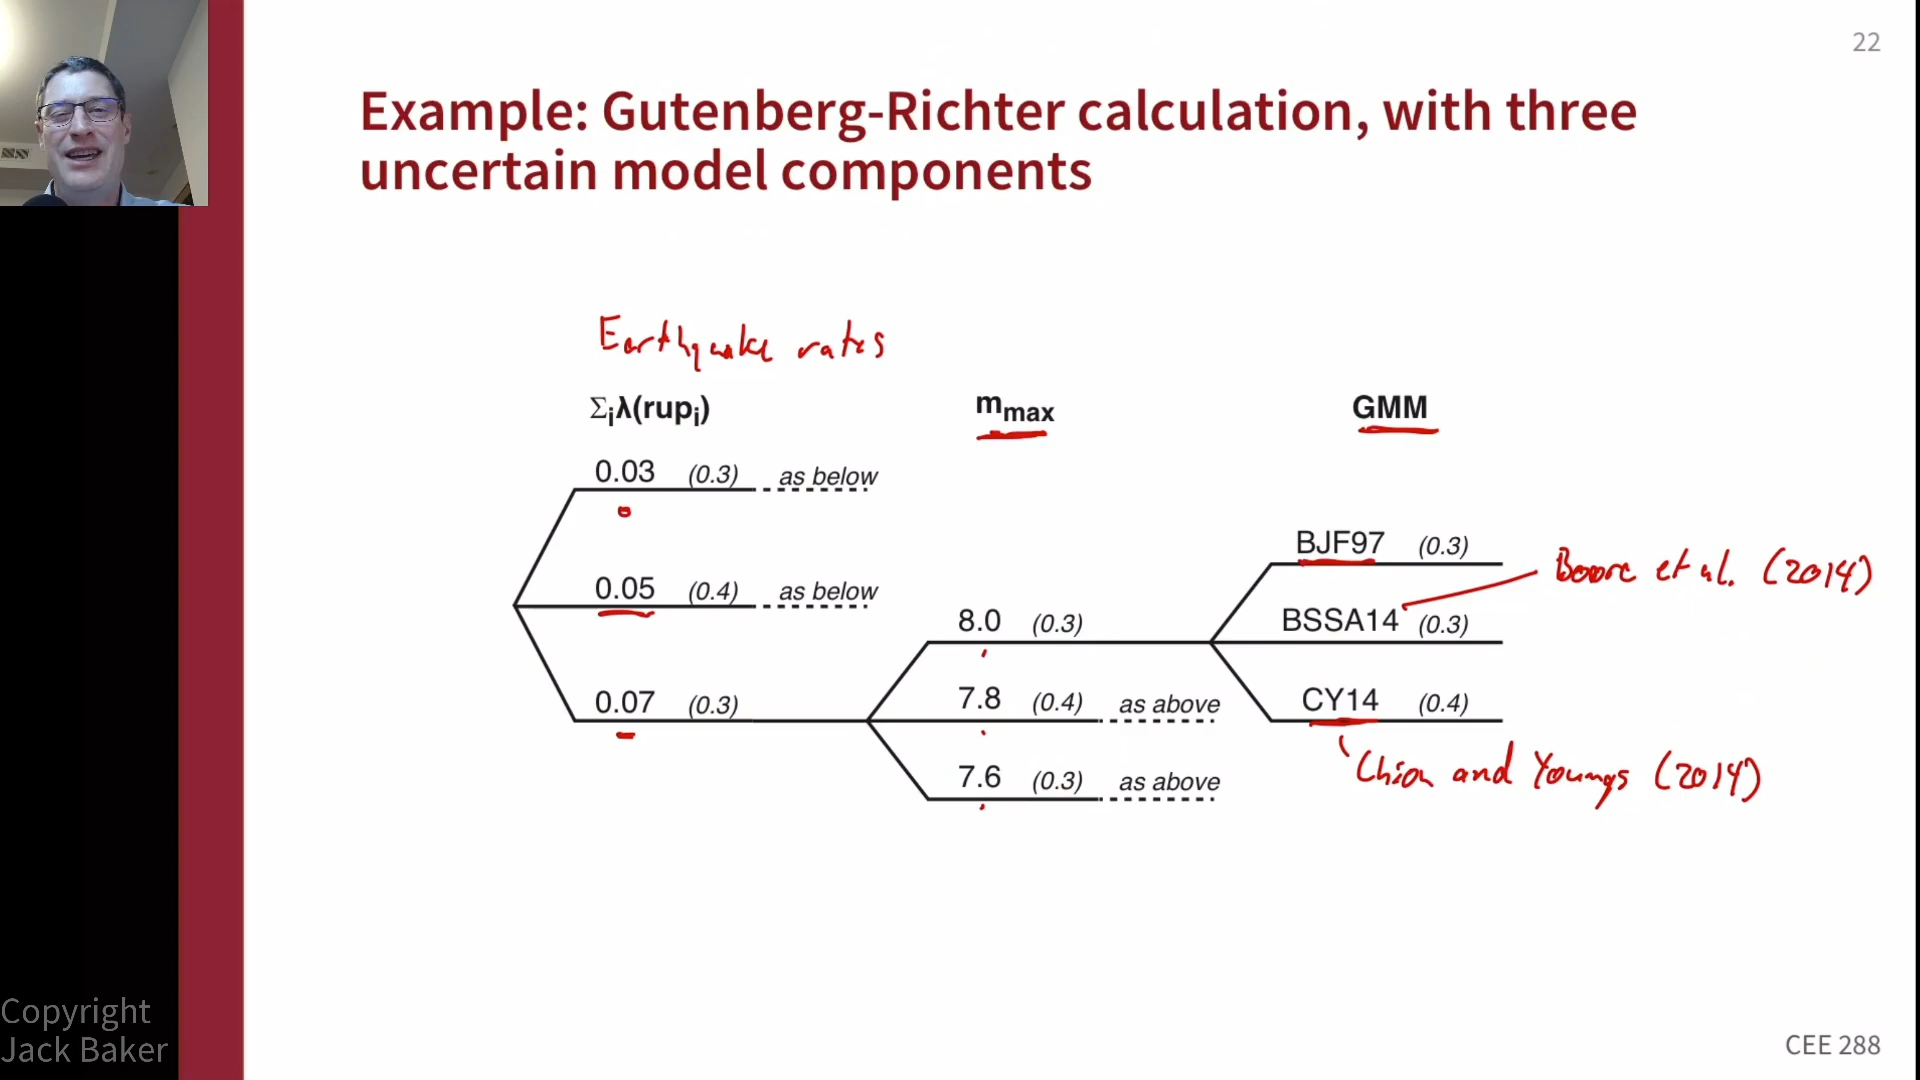 22
Example: Gutenberg-Richter calculation, with three
uncertain model components
Earthquake rates
Σᵢλ(rupᵢ)
m_max
GMM
0.03 (0.3) as below
0.05 (0.4) as below
0.07 (0.3)
8.0 (0.3)
7.8 (0.4) as above
7.6 (0.3) as above
BJF97 (0.3)
BSSA14 (0.3)
Boore et al. (2014)
CY14 (0.4)
Chiou and Youngs (2014)
Copyright
Jack Baker
CEE 288